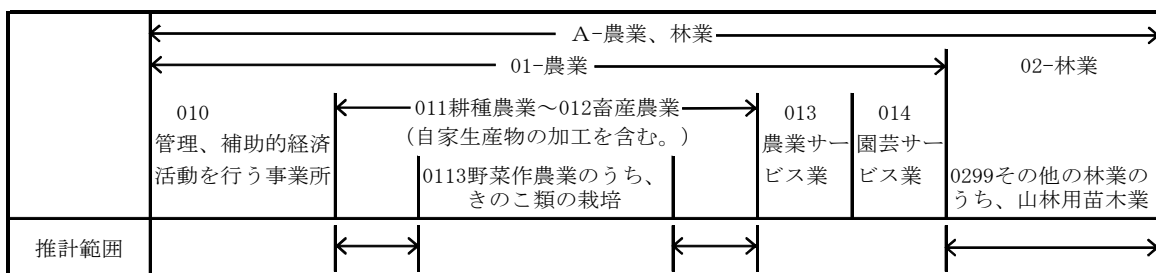 A-農業、林業
01-農業
02-林業
010
管理、補助的経済
活動を行う事業所
011耕種農業～012畜産農業
(自家生産物の加工を含む。)
0113野菜作農業のうち、
きのこ類の栽培
013
農業サー
ビス業
014
園芸サー
ビス業
0299その他の林業の
うち、山林用苗木業
推計範囲